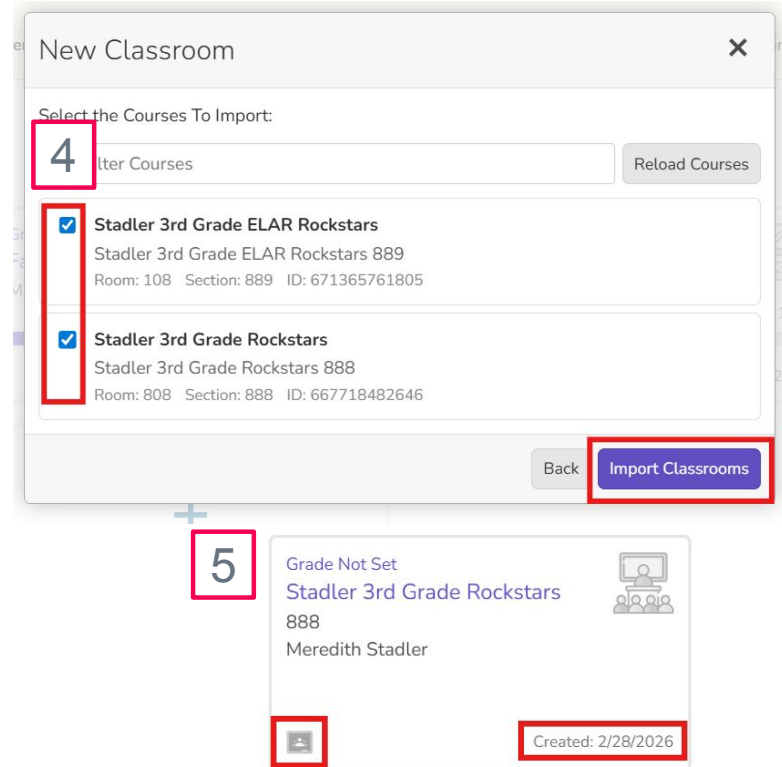 New Classroom
Select the Courses To Import:
4
lter Courses
Reload Courses
Stadler 3rd Grade ELAR Rockstars
Stadler 3rd Grade ELAR Rockstars 889
Room: 108 Section: 889 ID: 671365761805
Stadler 3rd Grade Rockstars
Stadler 3rd Grade Rockstars 888
Room: 808 Section: 888 ID: 667718482646
Back
Import Classrooms
5
Grade Not Set
Stadler 3rd Grade Rockstars
888
Meredith Stadler
Created: 2/28/2026